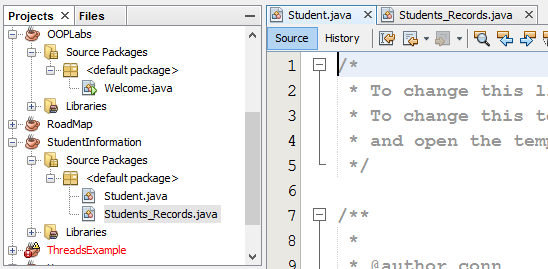 Projects × Files
OOPLabs
Source Packages
<default package>
Welcome.java
Libraries
RoadMap
StudentInformation
Source Packages
<default package>
Student.java
Students_Records.java
Libraries
ThreadsExample
Student.java Students_Records.java
Source History
1 /*
2 * To change this li
3 * To change this te
4 * and open the temp
5 */
6
7 /**
8 *
9 * @author conn